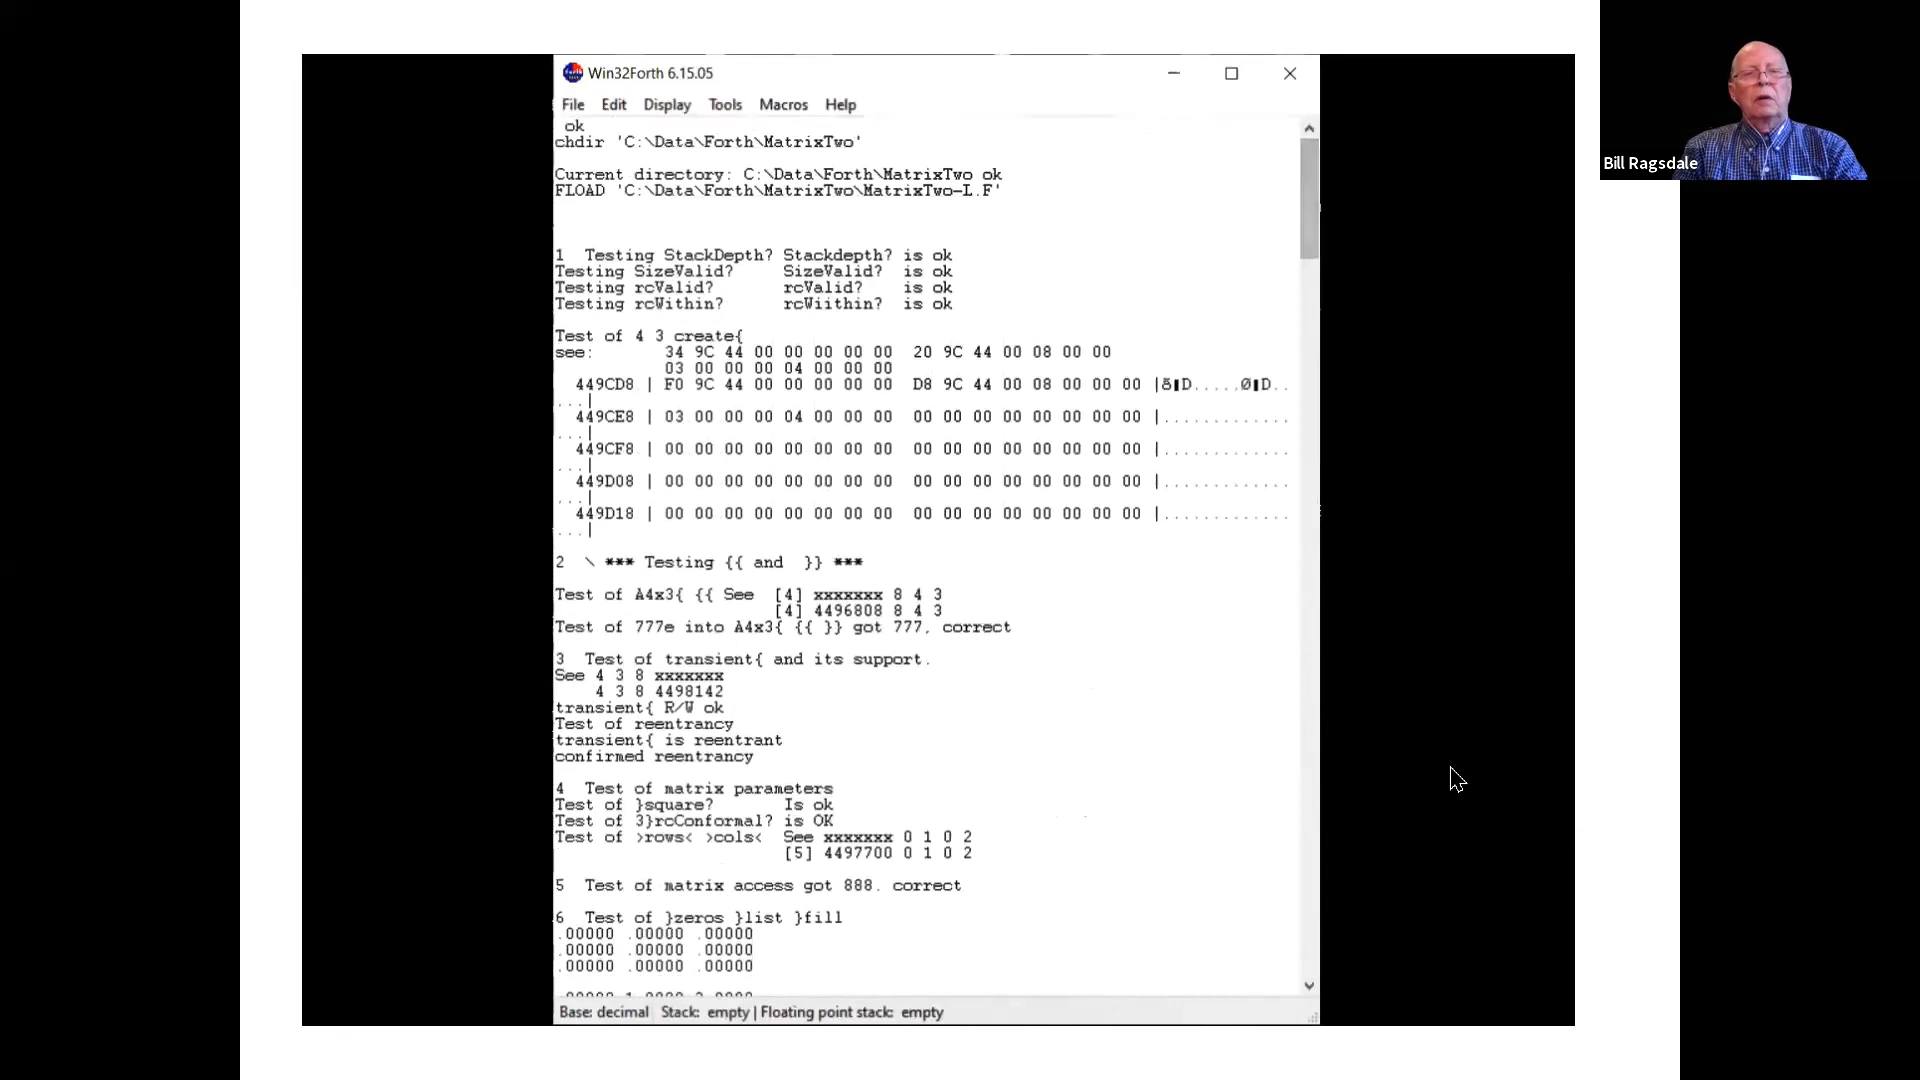 Win32Forth 6.15.05
File Edit Display Tools Macros Help
ok
chdir 'C:\Data\Forth\MatrixTwo'
Current directory: C:\Data\Forth\MatrixTwo ok
FLOAD 'C:\Data\Forth\MatrixTwo\MatrixTwo-L.F'
1 Testing StackDepth? Stackdepth? is ok
Testing SizeValid? SizeValid? is ok
Testing rcValid? rcValid? is ok
Testing rcWithin? rcWiithin? is ok
Test of 4 3 create{
see: 34 9C 44 00 00 00 00 00 20 9C 44 00 08 00 00
03 00 00 00 04 00 00 00
449CD8 | F0 9C 44 00 00 00 00 00 D8 9C 44 00 08 00 00 00 |ð▮D.....Ø▮D..
...|
449CE8 | 03 00 00 00 04 00 00 00 00 00 00 00 00 00 00 00 |.............
...|
449CF8 | 00 00 00 00 00 00 00 00 00 00 00 00 00 00 00 00 |.............
...|
449D08 | 00 00 00 00 00 00 00 00 00 00 00 00 00 00 00 00 |.............
...|
449D18 | 00 00 00 00 00 00 00 00 00 00 00 00 00 00 00 00 |.............
...|
2 \ *** Testing {{ and }} ***
Test of A4x3{ {{ See [4] xxxxxxx 8 4 3
[4] 4496808 8 4 3
Test of 777e into A4x3{ {{ }} got 777. correct
3 Test of transient{ and its support.
See 4 3 8 xxxxxxx
4 3 8 4498142
transient{ R/W ok
Test of reentrancy
transient{ is reentrant
confirmed reentrancy
4 Test of matrix parameters
Test of }square? Is ok
Test of 3}rcConformal? is OK
Test of >rows< >cols< See xxxxxxx 0 1 0 2
[5] 4497700 0 1 0 2
5 Test of matrix access got 888. correct
6 Test of }zeros }list }fill
.00000 .00000 .00000
.00000 .00000 .00000
.00000 .00000 .00000
.00000 1.0000 2.0000
Base: decimal Stack: empty | Floating point stack: empty
Bill Ragsdale